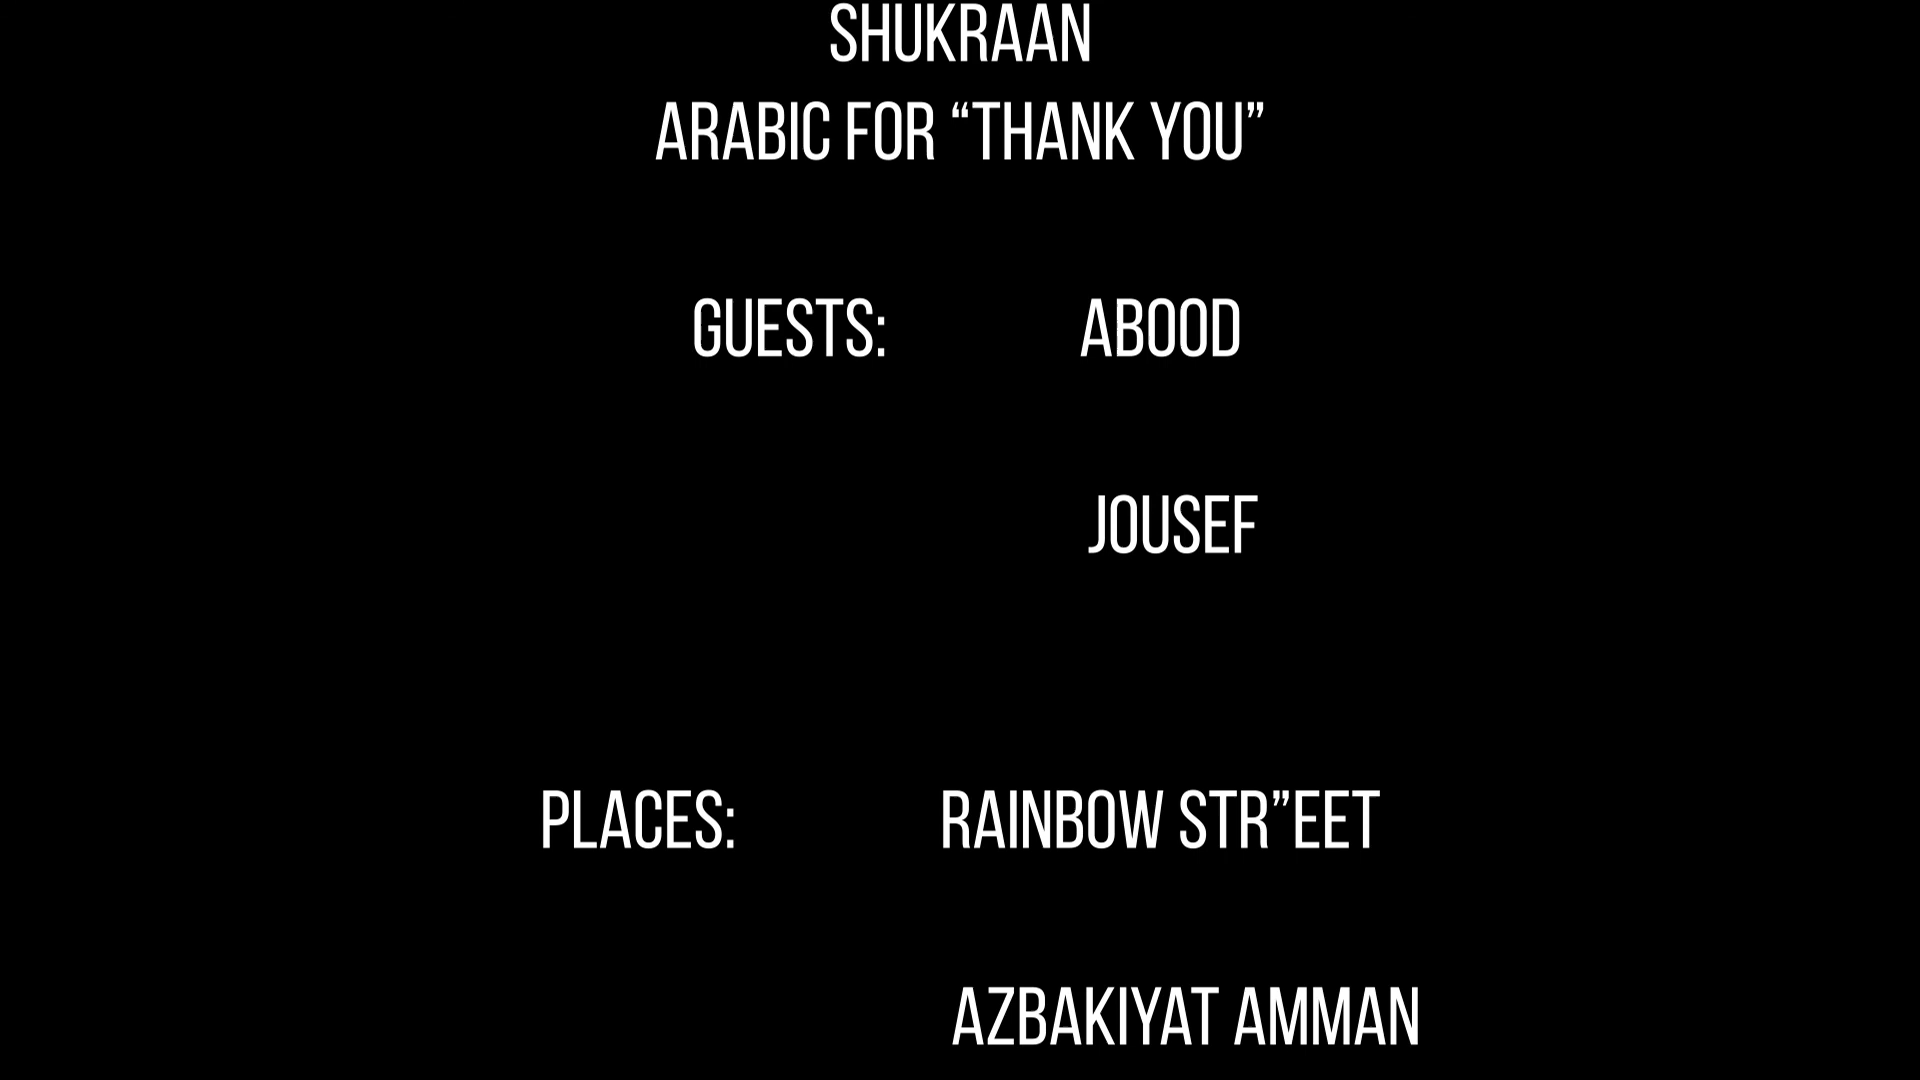 SHUKRAAN
ARABIC FOR “THANK YOU”
GUESTS: ABOOD
JOUSEF
PLACES: RAINBOW STR”EET
AZBAKIYAT AMMAN